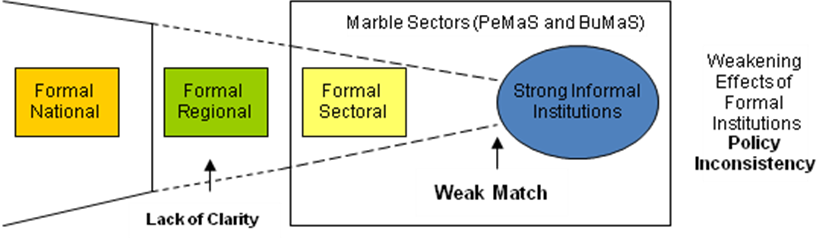 Marble Sectors (PeMaS and BuMaS)
Formal
National
Formal
Regional
Formal
Sectoral
Strong Informal
Institutions
Weakening
Effects of
Formal
Institutions
Policy
Inconsistency
Lack of Clarity
Weak Match